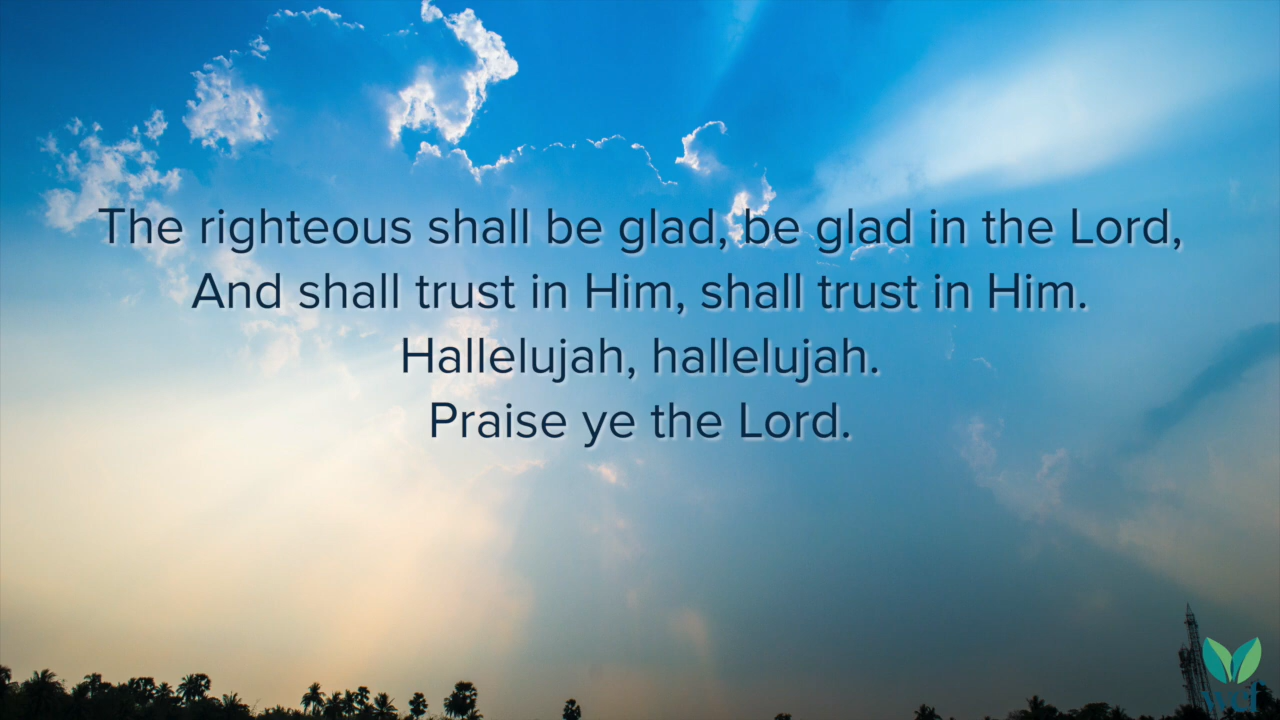 The righteous shall be glad, be glad in the Lord,
And shall trust in Him, shall trust in Him.
Hallelujah, hallelujah.
Praise ye the Lord.